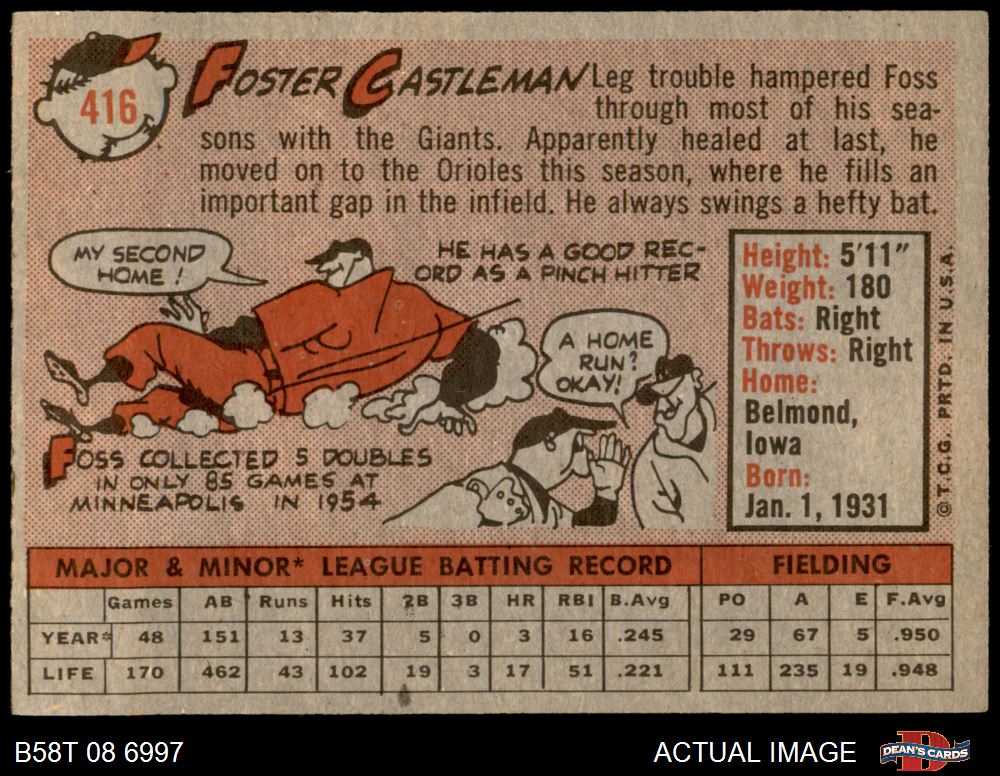 416
FOSTER CASTLEMAN
Leg trouble hampered Foss
through most of his sea-
sons with the Giants. Apparently healed at last, he
moved on to the Orioles this season, where he fills an
important gap in the infield. He always swings a hefty bat.
MY SECOND
HOME!
HE HAS A GOOD REC-
ORD AS A PINCH HITTER
A HOME
RUN?
OKAY!
FOSS COLLECTED 5 DOUBLES
IN ONLY 85 GAMES AT
MINNEAPOLIS IN 1954
Height: 5'11"
Weight: 180
Bats: Right
Throws: Right
Home:
Belmond,
Iowa
Born:
Jan. 1, 1931
©T.C.G. PRTD. IN U.S.A.
MAJOR & MINOR* LEAGUE BATTING RECORD FIELDING
Games AB Runs Hits 2B 3B HR RBI B.Avg PO A E F.Avg
YEAR* 48 151 13 37 5 0 3 16 .245 29 67 5 .950
LIFE 170 462 43 102 19 3 17 51 .221 111 235 19 .948
B58T 08 6997
ACTUAL IMAGE
D
DEAN'S CARDS